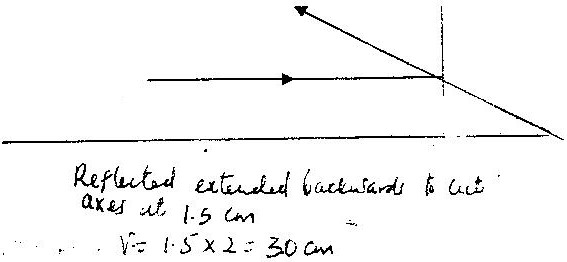 Reflected extended backwards to cut
axes at 1.5 cm
V = 1.5 x 2 = 30 cm